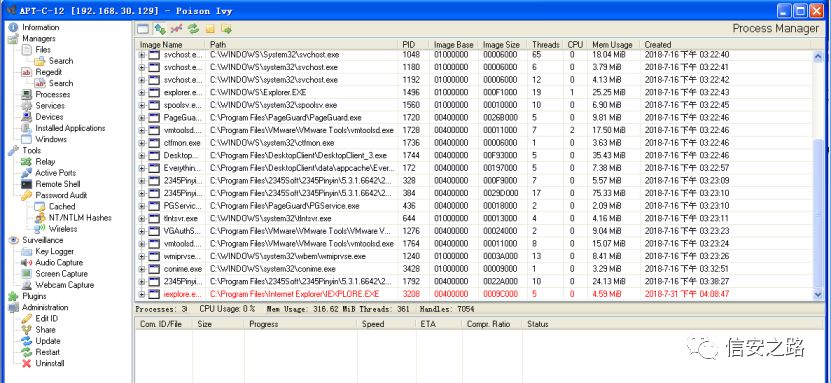 APT-C-12 [192.168.30.129] - Poison Ivy
Information
Managers
Files
Search
Regedit
Search
Processes
Services
Devices
Installed Applications
Windows
Tools
Relay
Active Ports
Remote Shell
Password Audit
Cached
NT/NTLM Hashes
Wireless
Surveillance
Key Logger
Audio Capture
Screen Capture
Webcam Capture
Plugins
Administration
Edit ID
Share
Update
Restart
Uninstall
Process Manager
Image Name Path PID Image Base Image Size Threads CPU Mem Usage Created
svchost.e... C:\WINDOWS\System32\svchost.exe 1048 01000000 00006000 65 0 18.04 MiB 2018-7-16 下午 03:22:40
svchost.e... C:\WINDOWS\system32\svchost.exe 1180 01000000 00006000 6 0 3.79 MiB 2018-7-16 下午 03:22:41
svchost.e... C:\WINDOWS\system32\svchost.exe 1192 01000000 00006000 12 0 4.13 MiB 2018-7-16 下午 03:22:42
explorer.e... C:\WINDOWS\Explorer.EXE 1496 01000000 000F1000 19 1 25.25 MiB 2018-7-16 下午 03:22:43
spoolsv.e... C:\WINDOWS\system32\spoolsv.exe 1560 01000000 00010000 10 0 6.90 MiB 2018-7-16 下午 03:22:45
PageGua... C:\Program Files\PageGuard\PageGuard.exe 1720 00400000 0026B000 5 0 9.81 MiB 2018-7-16 下午 03:22:46
vmtoolsd.... C:\Program Files\VMware\VMware Tools\vmtoolsd.exe 1728 00400000 00011000 7 2 17.50 MiB 2018-7-16 下午 03:22:46
ctfmon.exe C:\WINDOWS\system32\ctfmon.exe 1736 00400000 00006000 1 0 3.63 MiB 2018-7-16 下午 03:22:46
Desktop... C:\Program Files\DesktopClient\DesktopClient_3.exe 1744 00400000 00F93000 5 0 35.43 MiB 2018-7-16 下午 03:22:46
Everythin... C:\Program Files\DesktopClient\data\appcache\Ever... 172 00400000 00197000 5 0 7.38 MiB 2018-7-16 下午 03:22:57
2345Pinyi... C:\Program Files\2345Soft\2345Pinyin\5.3.1.6642\2... 328 00400000 000F9000 7 0 5.57 MiB 2018-7-16 下午 03:23:09
2345Pinyi... C:\Program Files\2345Soft\2345Pinyin\5.3.1.6642\2... 384 00400000 0029D000 17 0 75.33 MiB 2018-7-16 下午 03:23:10
PGServic... C:\Program Files\PageGuard\PGService.exe 436 00400000 00018000 2 0 2.09 MiB 2018-7-16 下午 03:23:11
tlntsvr.exe C:\WINDOWS\system32\tlntsvr.exe 644 01000000 00013000 4 0 4.16 MiB 2018-7-16 下午 03:23:11
VGAuthS... C:\Program Files\VMware\VMware Tools\VMware V... 1276 00400000 00024000 2 0 9.04 MiB 2018-7-16 下午 03:23:23
vmtoolsd.... C:\Program Files\VMware\VMware Tools\vmtoolsd.exe 1764 00400000 00011000 8 0 15.07 MiB 2018-7-16 下午 03:23:24
wmiprvse... C:\WINDOWS\system32\wbem\wmiprvse.exe 1240 01000000 0003A000 13 0 8.41 MiB 2018-7-16 下午 03:23:26
conime.exe C:\WINDOWS\system32\conime.exe 3428 01000000 00009000 1 0 3.29 MiB 2018-7-16 下午 03:32:51
2345Pinyi... C:\Program Files\2345Soft\2345Pinyin\5.3.1.6642\2... 1792 00400000 0022A000 10 0 24.13 MiB 2018-7-16 下午 03:38:27
iexplore.e... C:\Program Files\Internet Explorer\IEXPLORE.EXE 3208 00400000 0009C000 5 0 4.59 MiB 2018-7-31 下午 04:08:47
Processes: 3 CPU Usage: 0 % Mem Usage: 316.62 MiB Threads: 361 Handles: 7054
Com. ID/File Size Progress Speed ETA Compr. Ratio Status
信安之路